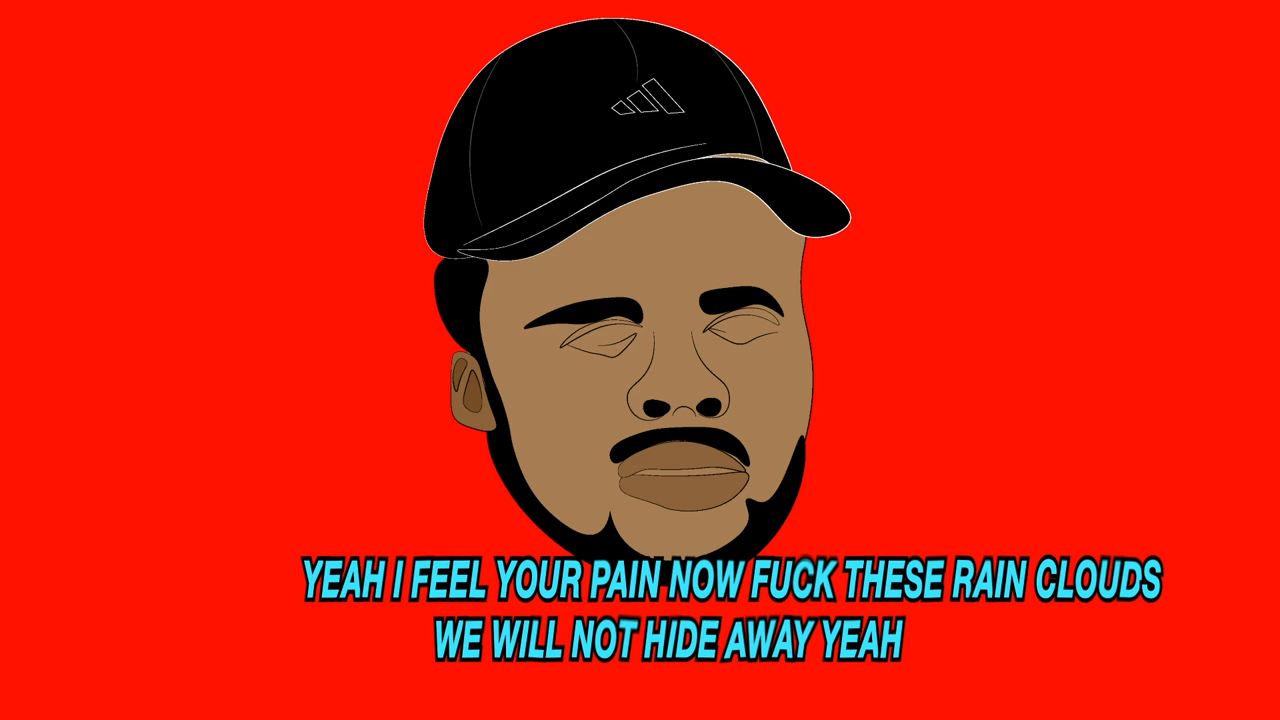 YEAH I FEEL YOUR PAIN NOW FUCK THESE RAIN CLOUDS
WE WILL NOT HIDE AWAY YEAH